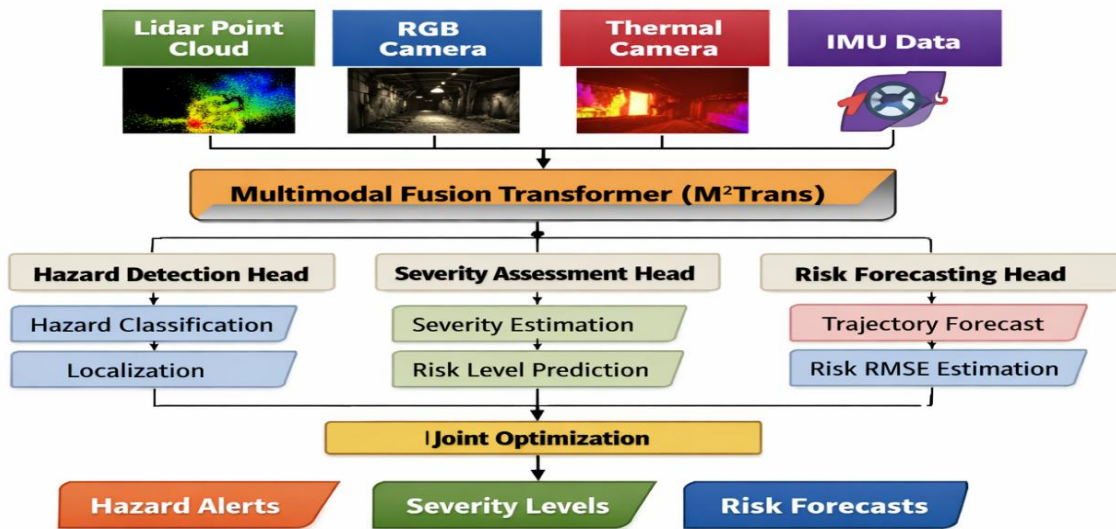 Lidar Point
Cloud
RGB
Camera
Thermal
Camera
IMU Data
Multimodal Fusion Transformer (M²Trans)
Hazard Detection Head
Severity Assessment Head
Risk Forecasting Head
Hazard Classification
Severity Estimation
Trajectory Forecast
Localization
Risk Level Prediction
Risk RMSE Estimation
|Joint Optimization
Hazard Alerts
Severity Levels
Risk Forecasts